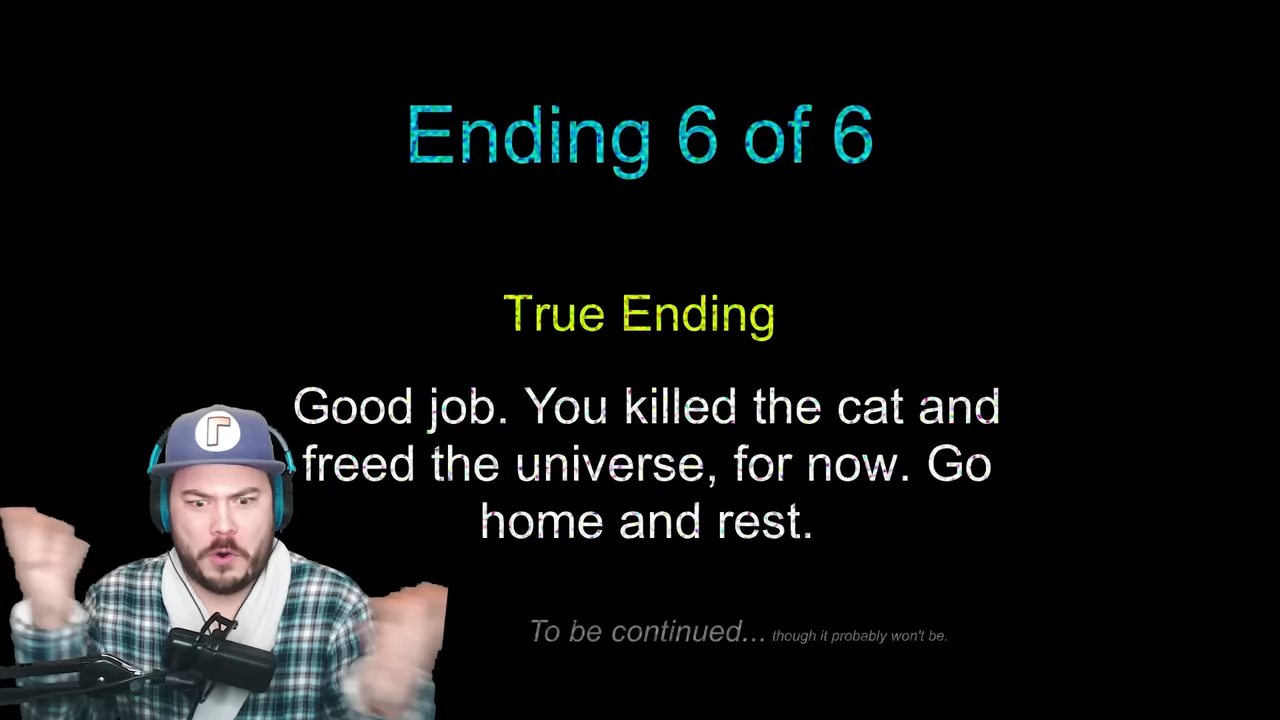 Ending 6 of 6
True Ending
Good job. You killed the cat and
freed the universe, for now. Go
home and rest.
To be continued... though it probably won't be.